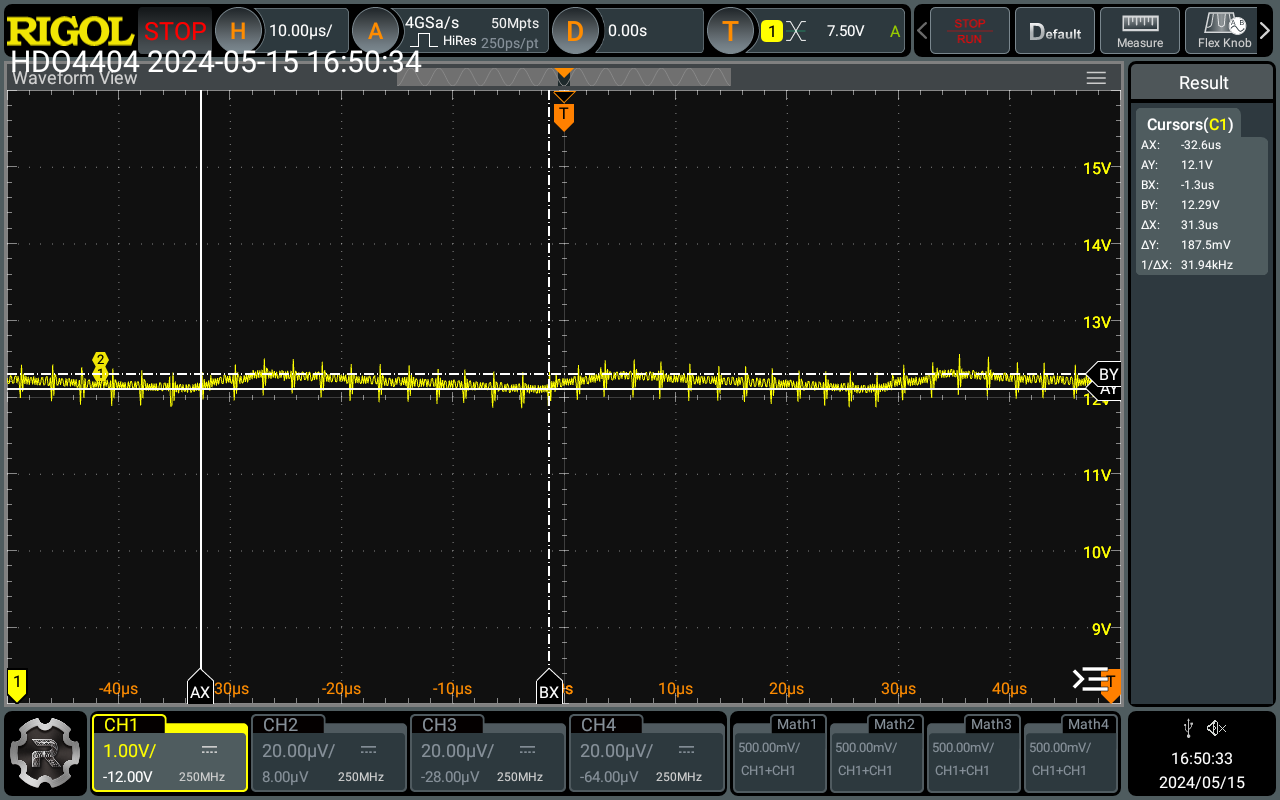 RIGOL STOP H 10.00µs/ A 4GSa/s HiRes 50Mpts 250ps/pt D 0.00s T 1 7.50V A STOP RUN Default Measure Flex Knob
HDO4404 2024-05-15 16:50:34
Waveform View
Result
T
Cursors(C1)
AX: -32.6us
AY: 12.1V
BX: -1.3us
BY: 12.29V
ΔX: 31.3us
ΔY: 187.5mV
1/ΔX: 31.94kHz
15V
14V
13V
2
1
BY
AY
12V
11V
10V
9V
1
-40µs AX 30µs -20µs -10µs BX s 10µs 20µs 30µs 40µs T
CH1 CH2 CH3 CH4 Math1 Math2 Math3 Math4
1.00V/ 20.00µV/ 20.00µV/ 20.00µV/ 500.00mV/ 500.00mV/ 500.00mV/ 500.00mV/
-12.00V 250MHz 8.00µV 250MHz -28.00µV 250MHz -64.00µV 250MHz CH1+CH1 CH1+CH1 CH1+CH1 CH1+CH1
R
16:50:33
2024/05/15